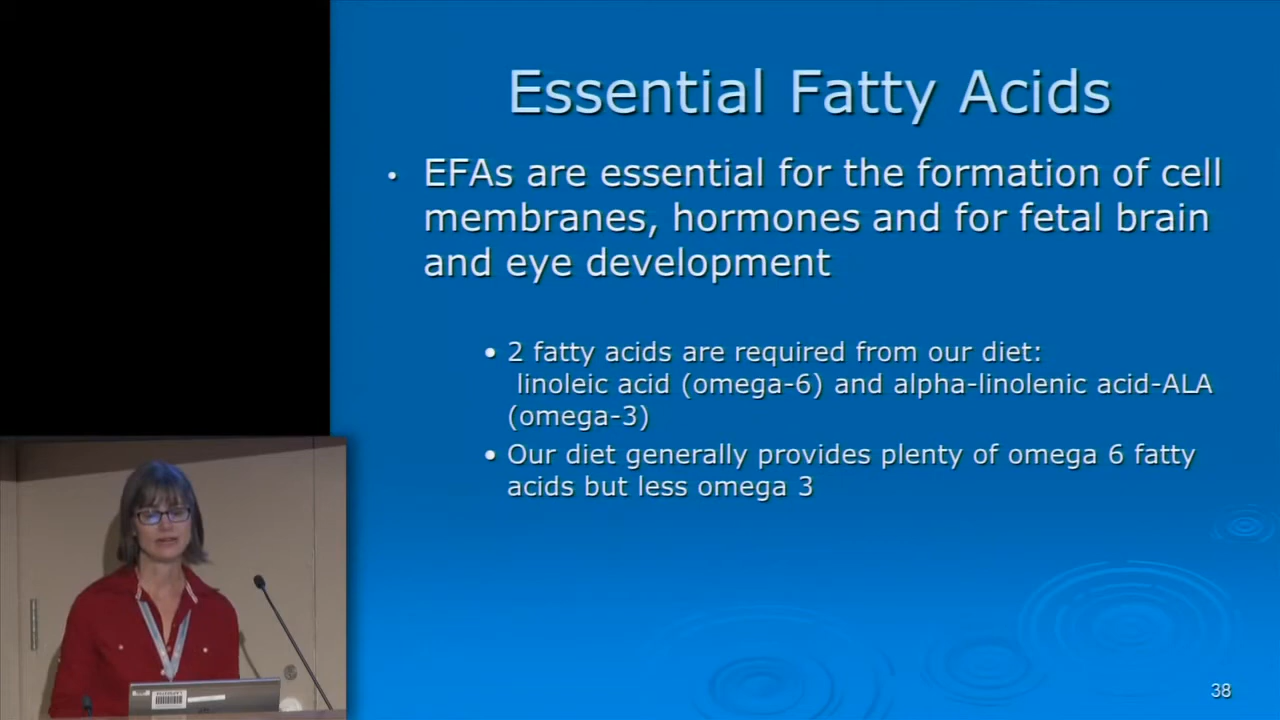 Essential Fatty Acids
• EFAs are essential for the formation of cell
membranes, hormones and for fetal brain
and eye development
• 2 fatty acids are required from our diet:
linoleic acid (omega-6) and alpha-linolenic acid-ALA
(omega-3)
• Our diet generally provides plenty of omega 6 fatty
acids but less omega 3
38